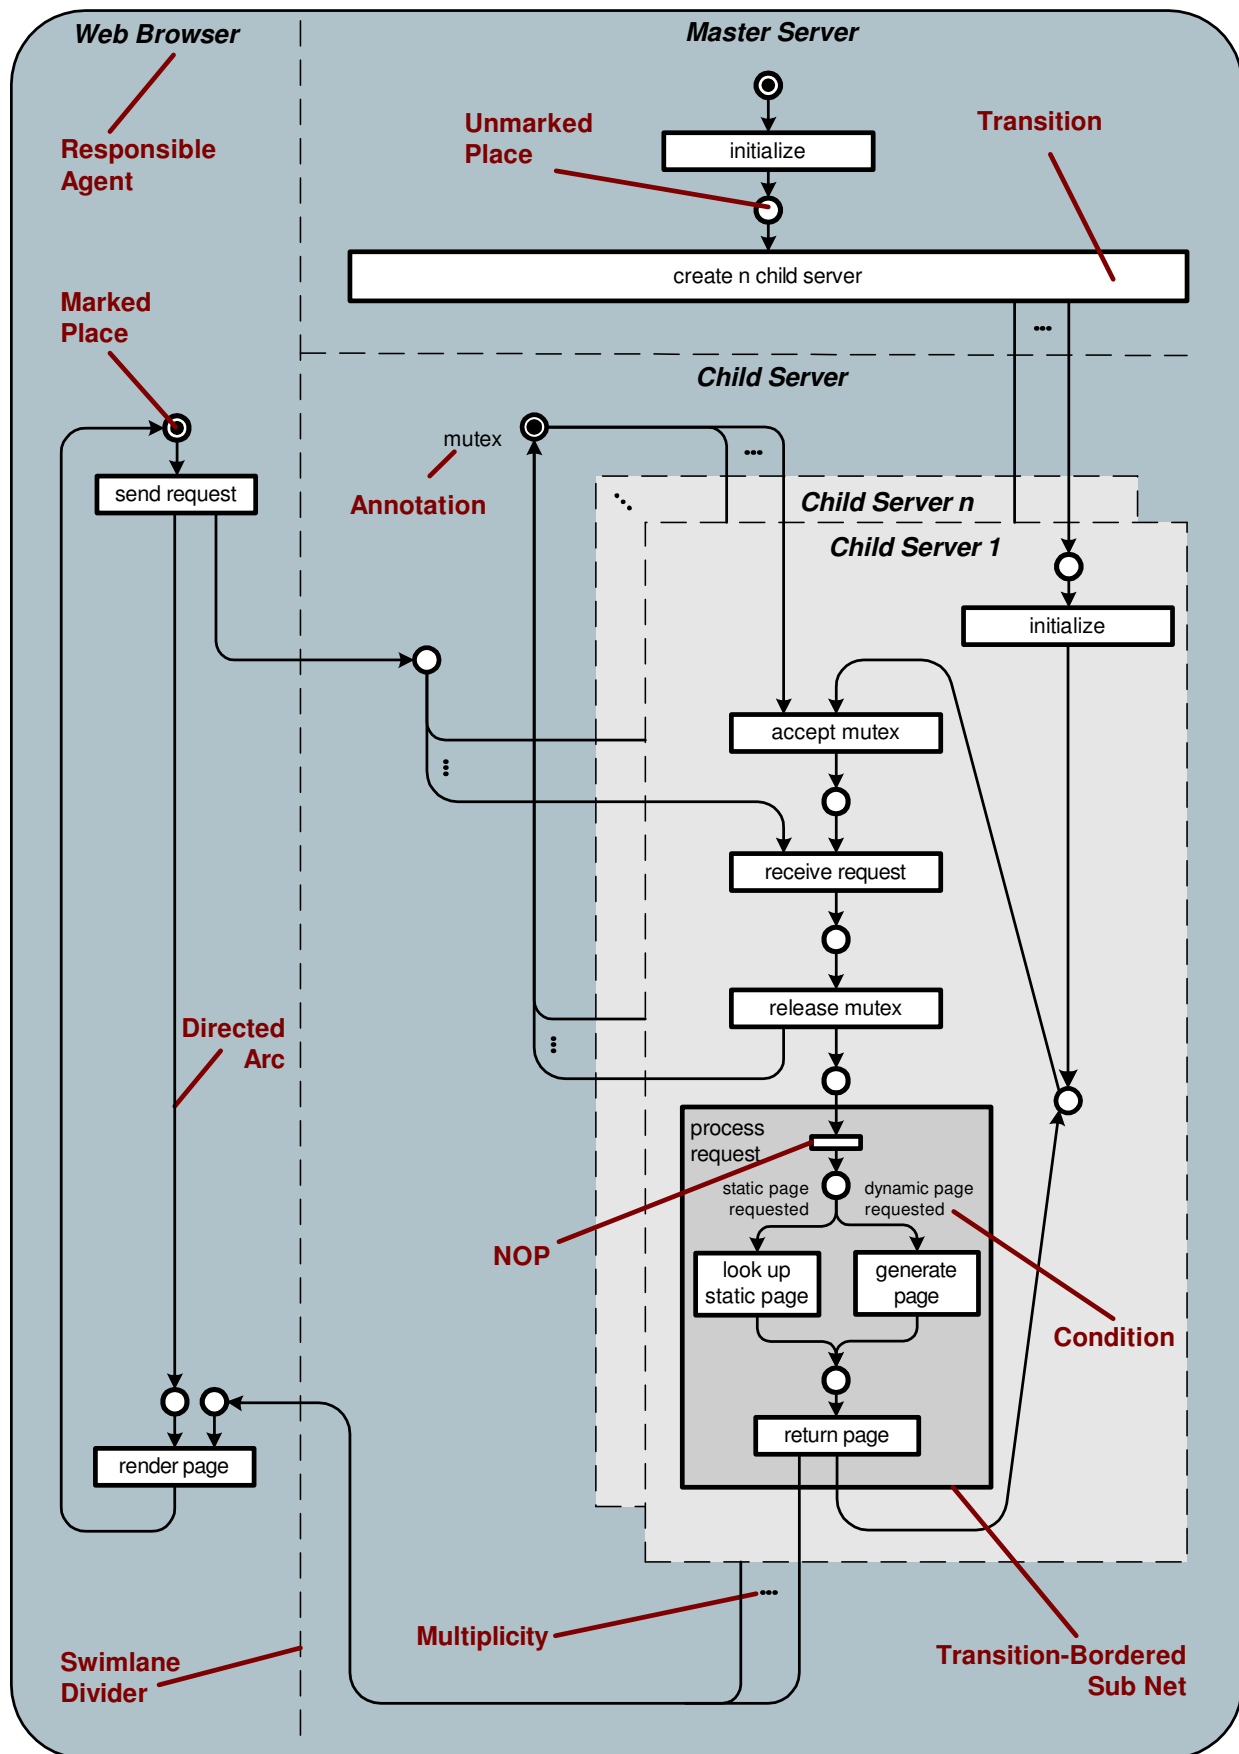 Web Browser
Master Server
Responsible
Agent
Unmarked
Place
Transition
initialize
create n child server
Marked
Place
Child Server
mutex
Annotation
send request
Child Server n
Child Server 1
initialize
accept mutex
receive request
release mutex
Directed
Arc
process
request
static page
requested
dynamic page
requested
NOP
look up
static page
generate
page
Condition
return page
render page
Multiplicity
Swimlane
Divider
Transition-Bordered
Sub Net